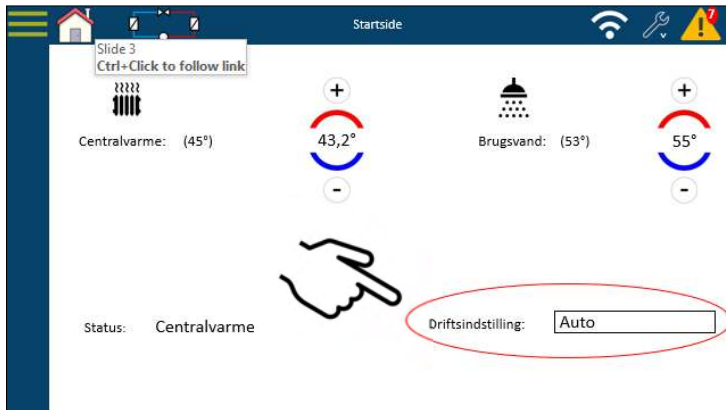 Startside
7
Slide 3
Ctrl+Click to follow link
+
+
Centralvarme: (45°)
43,2°
Brugsvand: (53°)
55°
-
-
Status: Centralvarme
Driftsindstilling: Auto